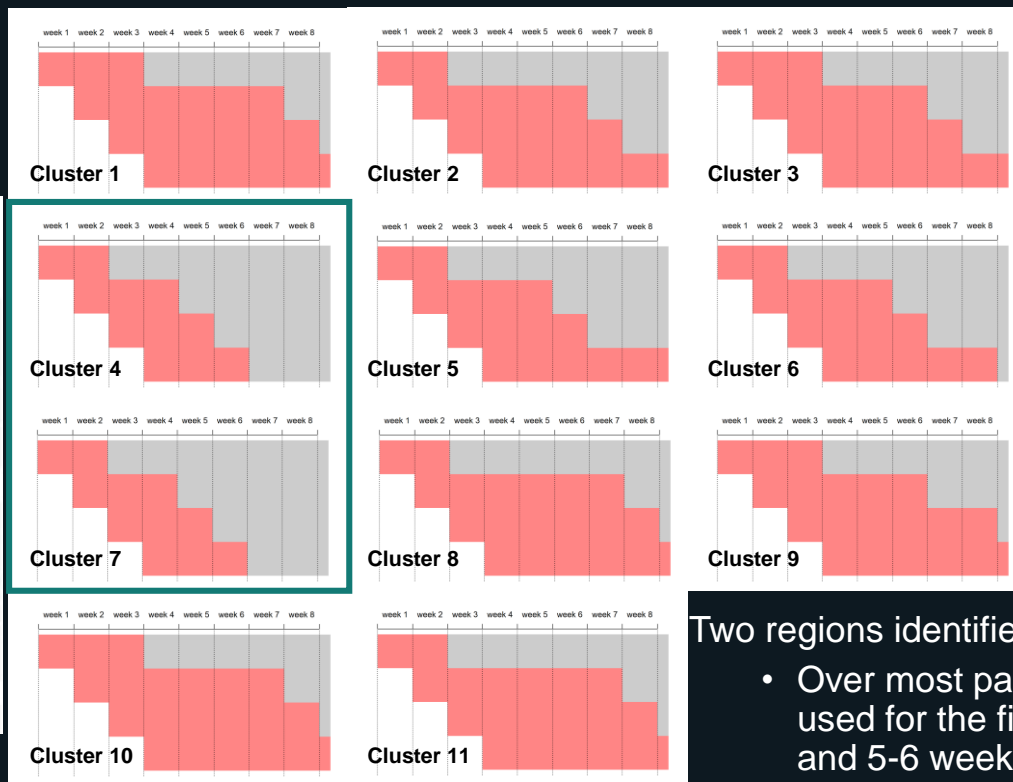 week 1 week 2 week 3 week 4 week 5 week 6 week 7 week 8
Cluster 1
week 1 week 2 week 3 week 4 week 5 week 6 week 7 week 8
Cluster 2
week 1 week 2 week 3 week 4 week 5 week 6 week 7 week 8
Cluster 3
week 1 week 2 week 3 week 4 week 5 week 6 week 7 week 8
Cluster 4
week 1 week 2 week 3 week 4 week 5 week 6 week 7 week 8
Cluster 5
week 1 week 2 week 3 week 4 week 5 week 6 week 7 week 8
Cluster 6
week 1 week 2 week 3 week 4 week 5 week 6 week 7 week 8
Cluster 7
week 1 week 2 week 3 week 4 week 5 week 6 week 7 week 8
Cluster 8
week 1 week 2 week 3 week 4 week 5 week 6 week 7 week 8
Cluster 9
week 1 week 2 week 3 week 4 week 5 week 6 week 7 week 8
Cluster 10
week 1 week 2 week 3 week 4 week 5 week 6 week 7 week 8
Cluster 11
Two regions identifie
• Over most pa
used for the fi
and 5-6 week